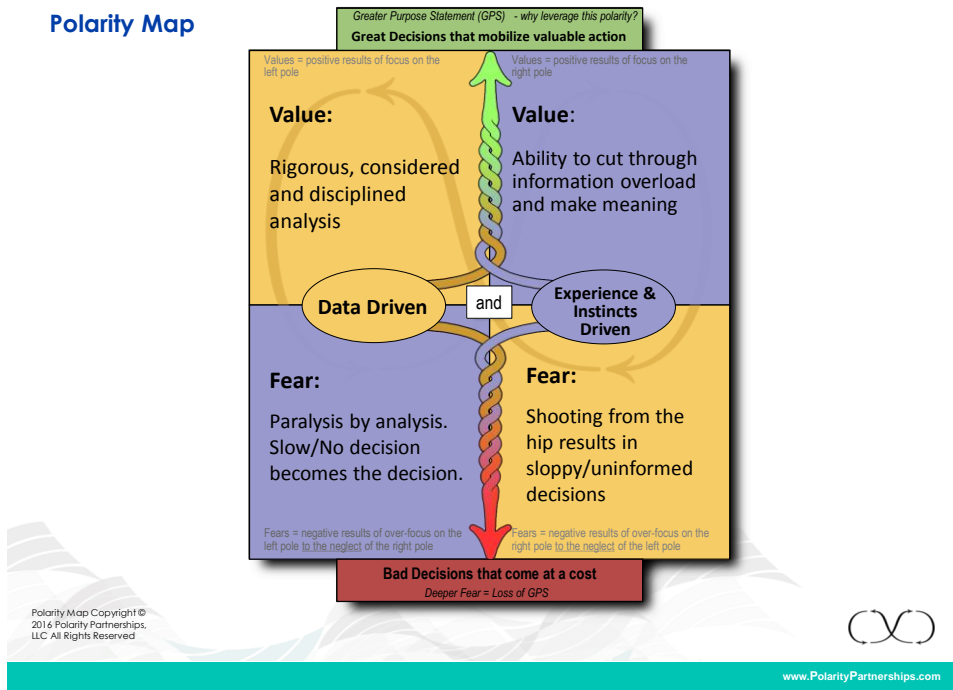 Polarity Map
Greater Purpose Statement (GPS)   - why leverage this polarity?
Great Decisions that mobilize valuable action
Values = positive results of focus on the
left pole
Values = positive results of focus on the
right pole
Value:
Rigorous, considered
and disciplined
analysis
Value:
Ability to cut through
information overload
and make meaning
Data Driven
and
Experience &
Instincts
Driven
Fear:
Paralysis by analysis.
Slow/No decision
becomes the decision.
Fear:
Shooting from the
hip results in
sloppy/uninformed
decisions
Fears = negative results of over-focus on the
left pole to the neglect of the right pole
Fears = negative results of over-focus on the
right pole to the neglect of the left pole
Bad Decisions that come at a cost
Deeper Fear = Loss of GPS
Polarity Map Copyright ©
2016 Polarity Partnerships,
LLC All Rights Reserved
www.PolarityPartnerships.com